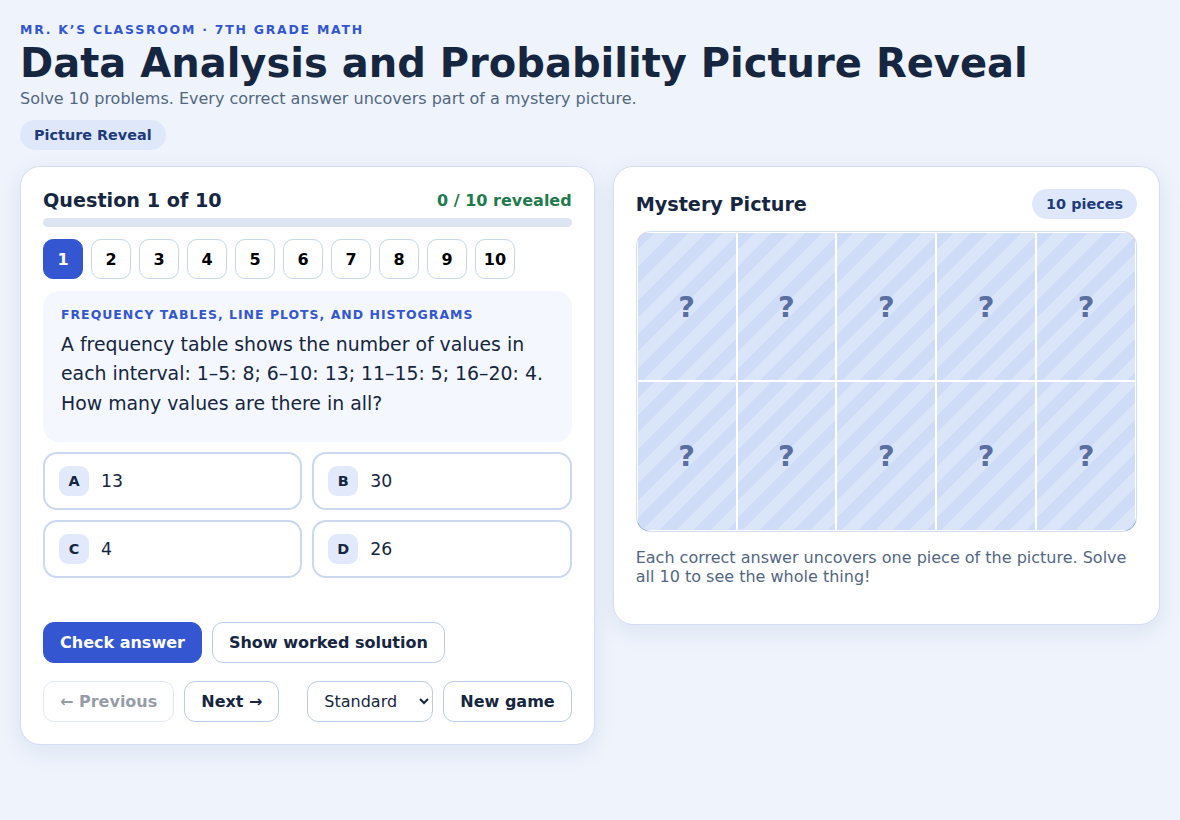 MR. K’S CLASSROOM · 7TH GRADE MATH
Data Analysis and Probability Picture Reveal
Solve 10 problems. Every correct answer uncovers part of a mystery picture.
Picture Reveal
Question 1 of 10
0 / 10 revealed
1 2 3 4 5 6 7 8 9 10
FREQUENCY TABLES, LINE PLOTS, AND HISTOGRAMS
A frequency table shows the number of values in
each interval: 1–5: 8; 6–10: 13; 11–15: 5; 16–20: 4.
How many values are there in all?
A 13
B 30
C 4
D 26
Check answer
Show worked solution
← Previous
Next →
Standard
New game
Mystery Picture
10 pieces
? ? ? ? ?
? ? ? ? ?
Each correct answer uncovers one piece of the picture. Solve
all 10 to see the whole thing!